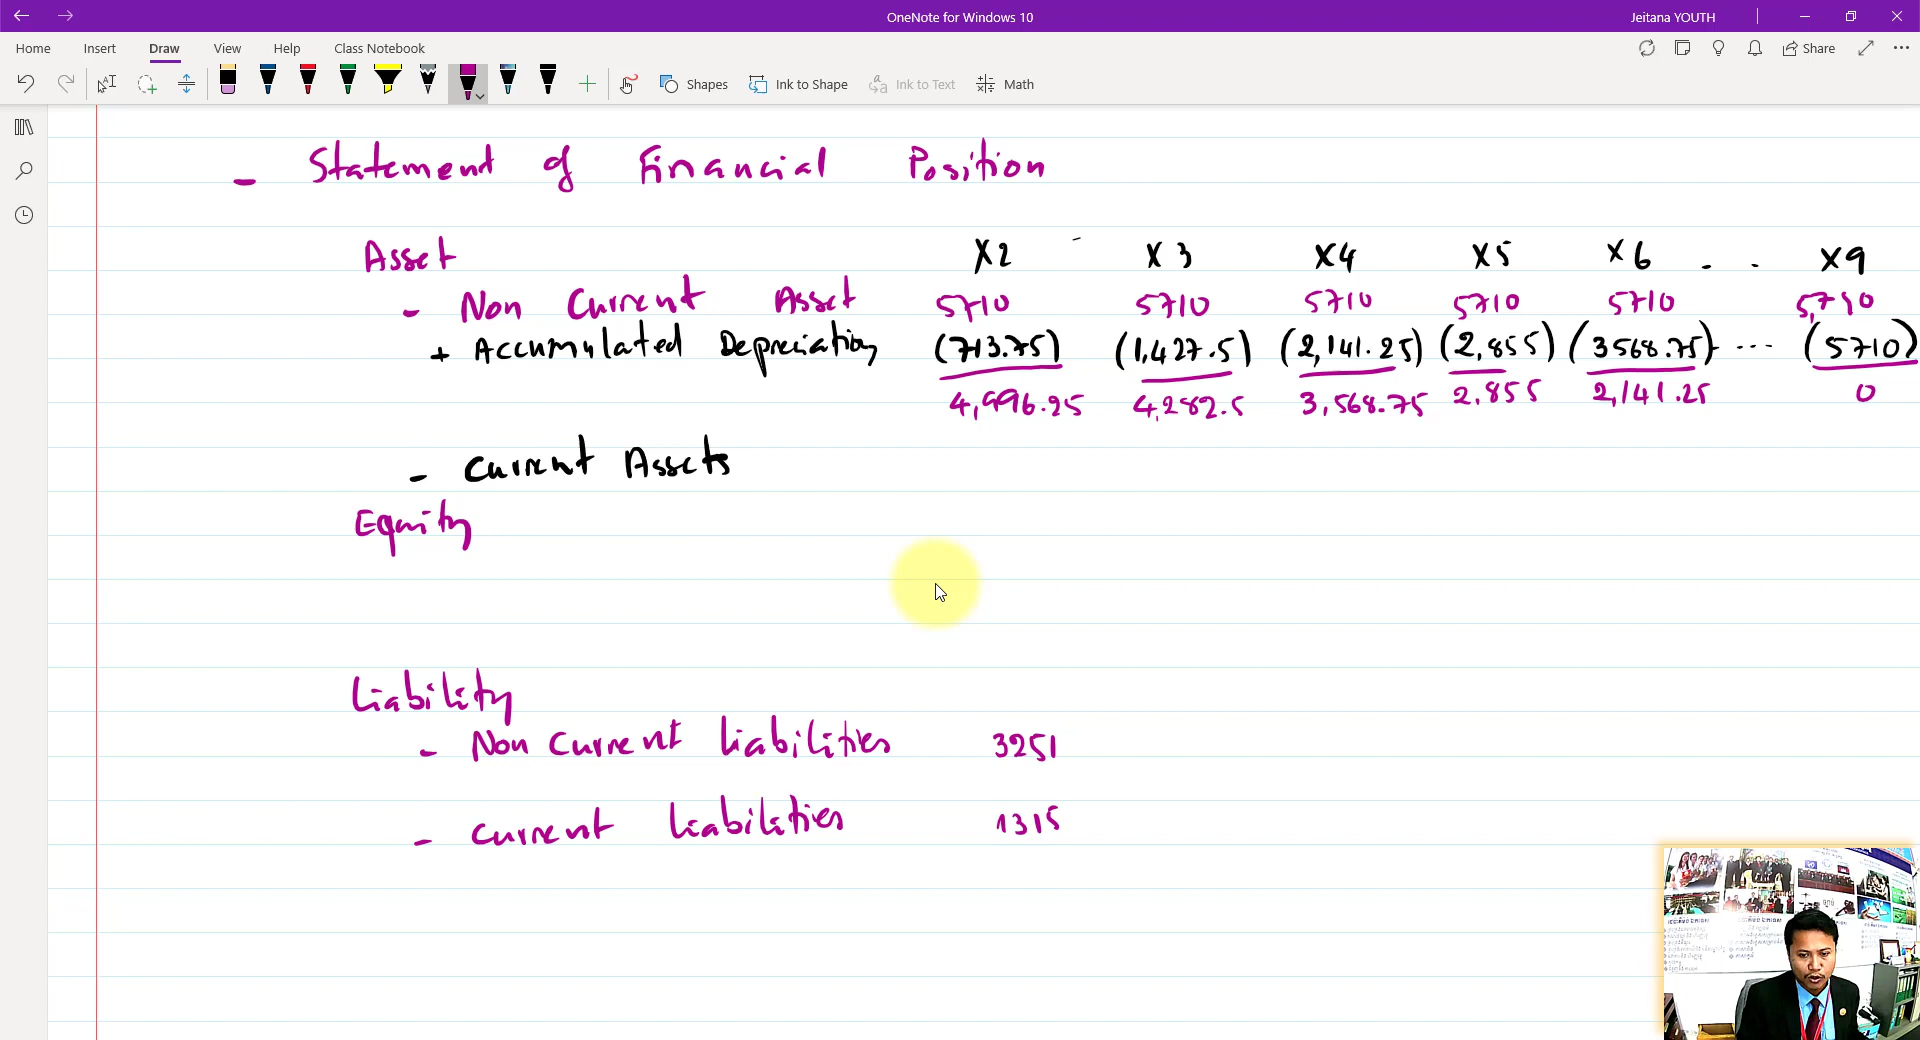 OneNote for Windows 10
Jeitana YOUTH
Home Insert Draw View Help Class Notebook
Share
Shapes Ink to Shape Ink to Text Math
- Statement of Financial Position
Asset X2 X3 X4 X5 X6 . . X9
- Non Current Asset 5710 5710 5710 5710 5710 5,710
+ Accumulated Depreciation (713.75) (1,427.5) (2,141.25) (2,855) (3568.75) ... (5710)
4,996.25 4,282.5 3,568.75 2,855 2,141.25 0
- Current Assets
Equity
Liability
- Non Current Liabilities 3251
- Current Liabilities 1315